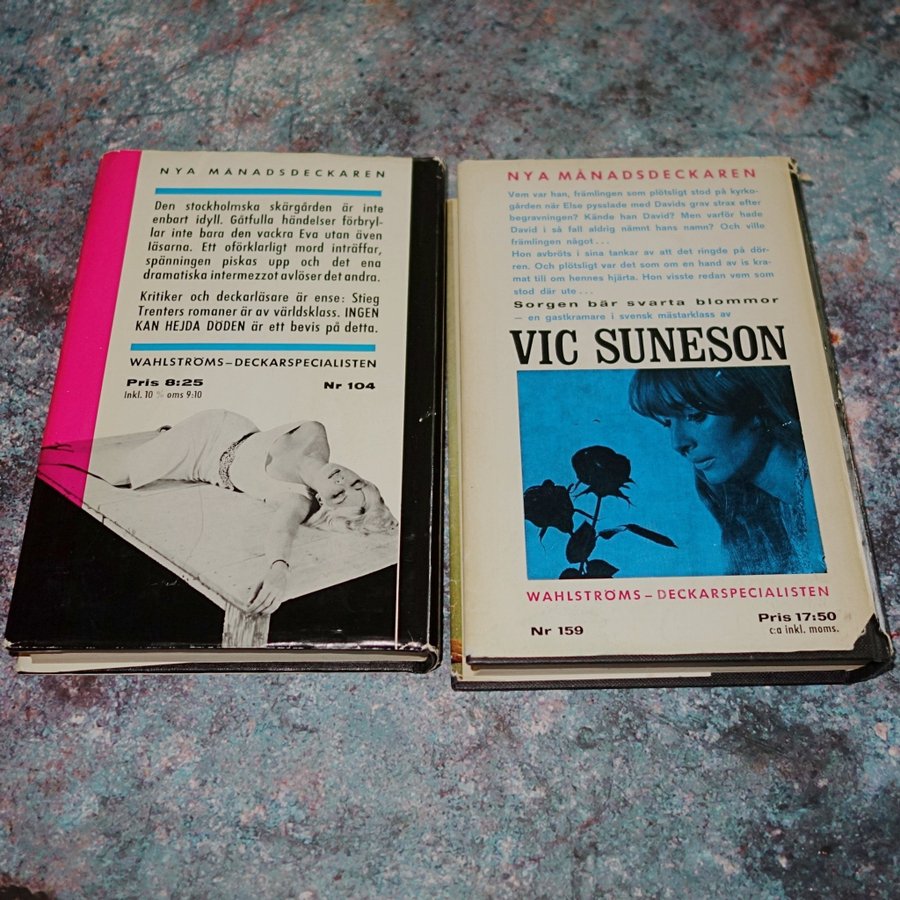 NYA MÅNADSDECKAREN
Den stockholmska skärgården är inte
enbart idyll. Gåtfulla händelser förbryl-
lar inte bara den vackra Eva utan även
läsarna. Ett oförklarligt mord inträffar,
spänningen piskas upp och det ena
dramatiska intermezzot avlöser det andra.
Kritiker och deckarläsare är ense: Stieg
Trenters romaner är av världsklass. INGEN
KAN HEJDA DÖDEN är ett bevis på detta.
WAHLSTRÖMS–DECKARSPECIALISTEN
Pris 8:25 Nr 104
Inkl. 10 % oms 9:10
NYA MÅNADSDECKAREN
Vem var han, främlingen som plötsligt stod på kyrko-
gården när Else pysslade med Davids grav strax efter
begravningen? Kände han David? Men varför hade
David i så fall aldrig nämnt hans namn? Och ville
främlingen något...
Hon avbröts i sina tankar av att det ringde på dör-
ren. Och plötsligt var det som om en hand av is kra-
mat till om hennes hjärta. Hon visste redan vem som
stod där ute...
Sorgen bär svarta blommor
– en gastkramare i svensk mästarklass av
VIC SUNESON
WAHLSTRÖMS–DECKARSPECIALISTEN
Nr 159 Pris 17:50
c:a inkl. moms.